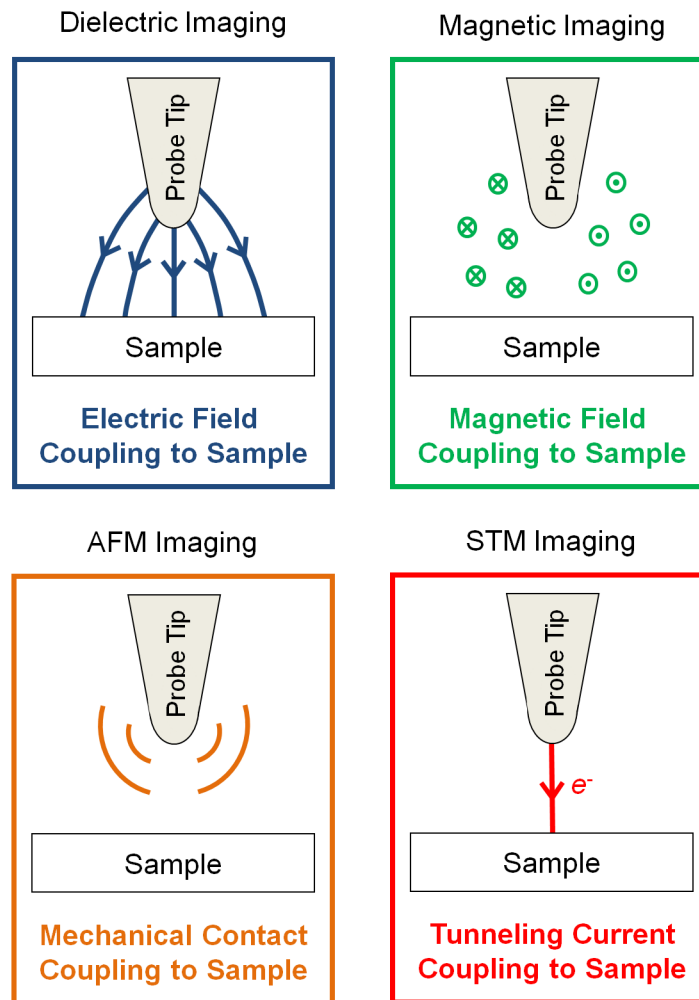 Dielectric Imaging
Probe Tip
Sample
Electric Field
Coupling to Sample
Magnetic Imaging
Probe Tip
Sample
Magnetic Field
Coupling to Sample
AFM Imaging
Probe Tip
Sample
Mechanical Contact
Coupling to Sample
STM Imaging
Probe Tip
e-
Sample
Tunneling Current
Coupling to Sample